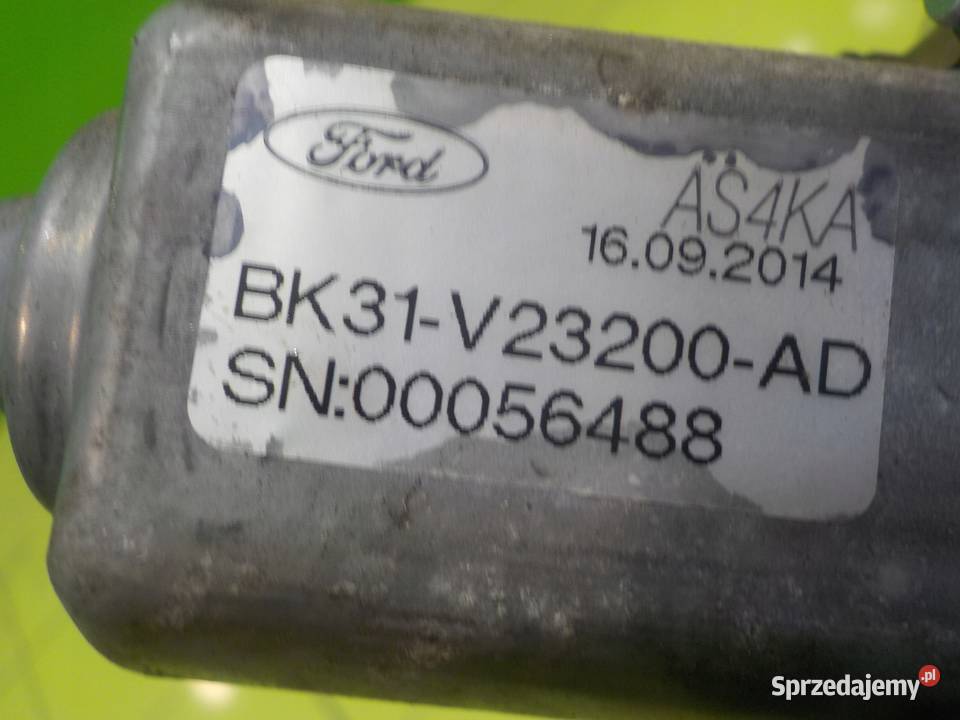 Ford
AS4KA
16.09.2014
BK31-V23200-AD
SN:00056488
Sprzedajemy.pl